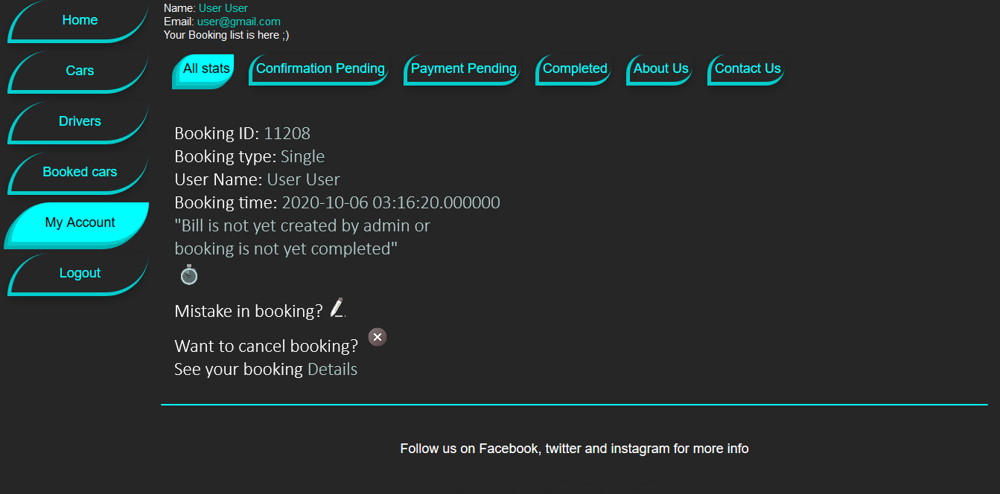 Home
Cars
Drivers
Booked cars
My Account
Logout
Name: User User
Email: user@gmail.com
Your Booking list is here ;)
All stats
Confirmation Pending
Payment Pending
Completed
About Us
Contact Us
Booking ID: 11208
Booking type: Single
User Name: User User
Booking time: 2020-10-06 03:16:20.000000
"Bill is not yet created by admin or
booking is not yet completed"
Mistake in booking?
Want to cancel booking?
See your booking Details
Follow us on Facebook, twitter and instagram for more info